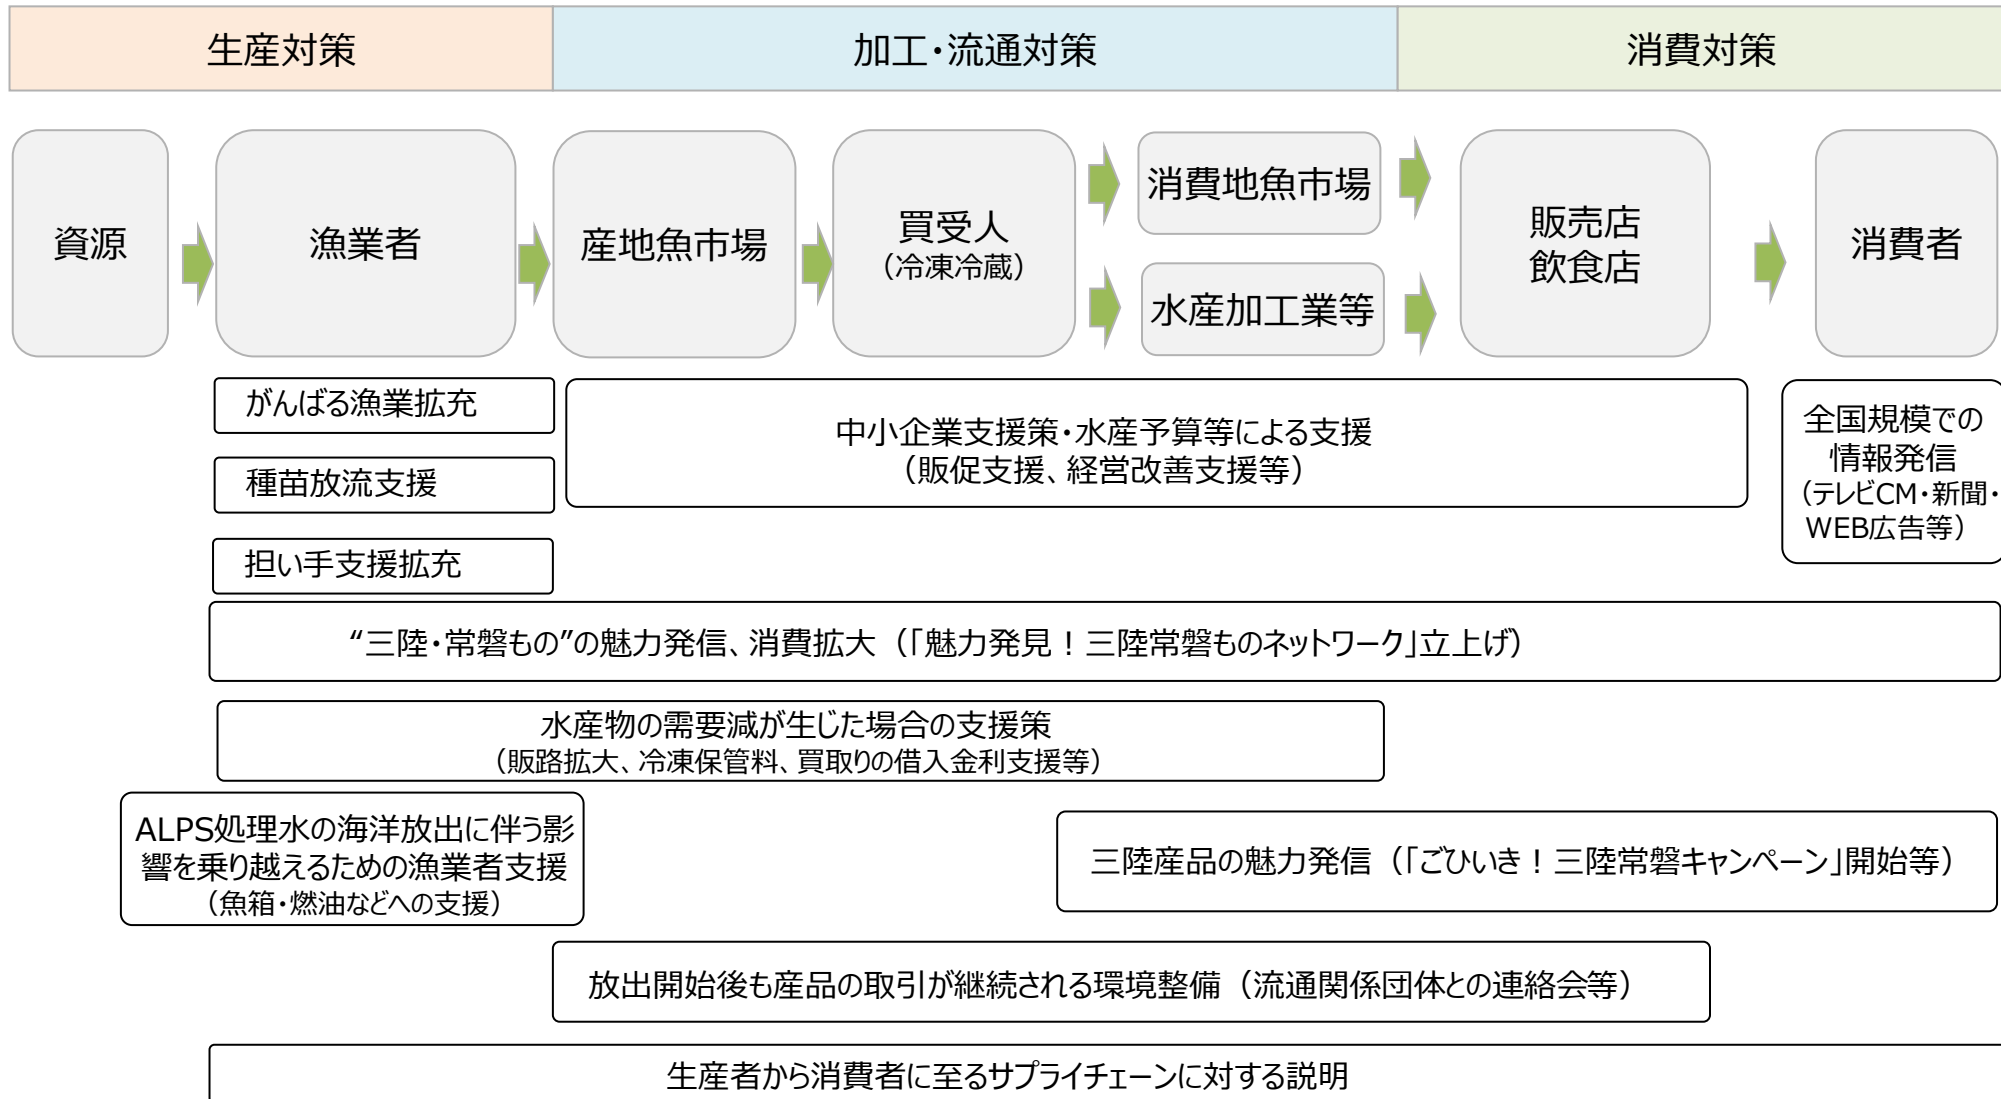 生産対策
加工・流通対策
消費対策
資源
漁業者
産地魚市場
買受人
（冷凍冷蔵）
消費地魚市場
水産加工業等
販売店
飲食店
消費者
がんばる漁業拡充
種苗放流支援
担い手支援拡充
中小企業支援策・水産予算等による支援
（販促支援、経営改善支援等）
全国規模での
情報発信
（テレビCM・新聞・
WEB広告等）
“三陸・常磐もの”の魅力発信、消費拡大（「魅力発見！三陸常磐ものネットワーク」立上げ）
水産物の需要減が生じた場合の支援策
（販路拡大、冷凍保管料、買取りの借入金利支援等）
ALPS処理水の海洋放出に伴う影
響を乗り越えるための漁業者支援
（魚箱・燃油などへの支援）
三陸産品の魅力発信（「ごひいき！三陸常磐キャンペーン」開始等）
放出開始後も産品の取引が継続される環境整備（流通関係団体との連絡会等）
生産者から消費者に至るサプライチェーンに対する説明